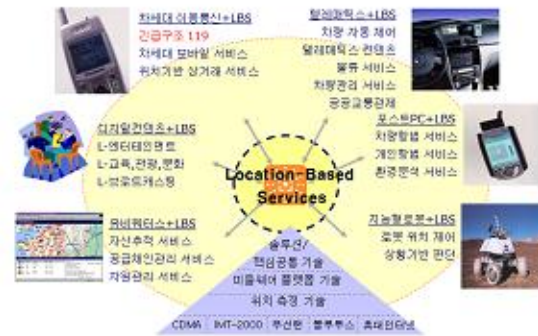 차세대 이동통신+LBS
긴급구조 119
차세대 모바일 서비스
위치기반 상거래 서비스
텔레매틱스+LBS
차량 자동 제어
텔레매틱스 컨텐츠
물류 서비스
차량관리 서비스
공공교통관제
디지털컨텐츠+LBS
L-엔터테인먼트
L-교육,관광,문화
L-브로드캐스팅
포스트PC+LBS
차량항법 서비스
개인항법 서비스
환경분석 서비스
Location-Based
Services
유비쿼터스+LBS
자산추적 서비스
공급체인관리 서비스
자원관리 서비스
지능형로봇+LBS
로봇 위치 제어
상황기반 판단
솔루션/
핵심공통 기술
미들웨어 플랫폼 기술
위치 측정 기술
CDMA IMT-2000 무선랜 블루투스 휴대인터넷